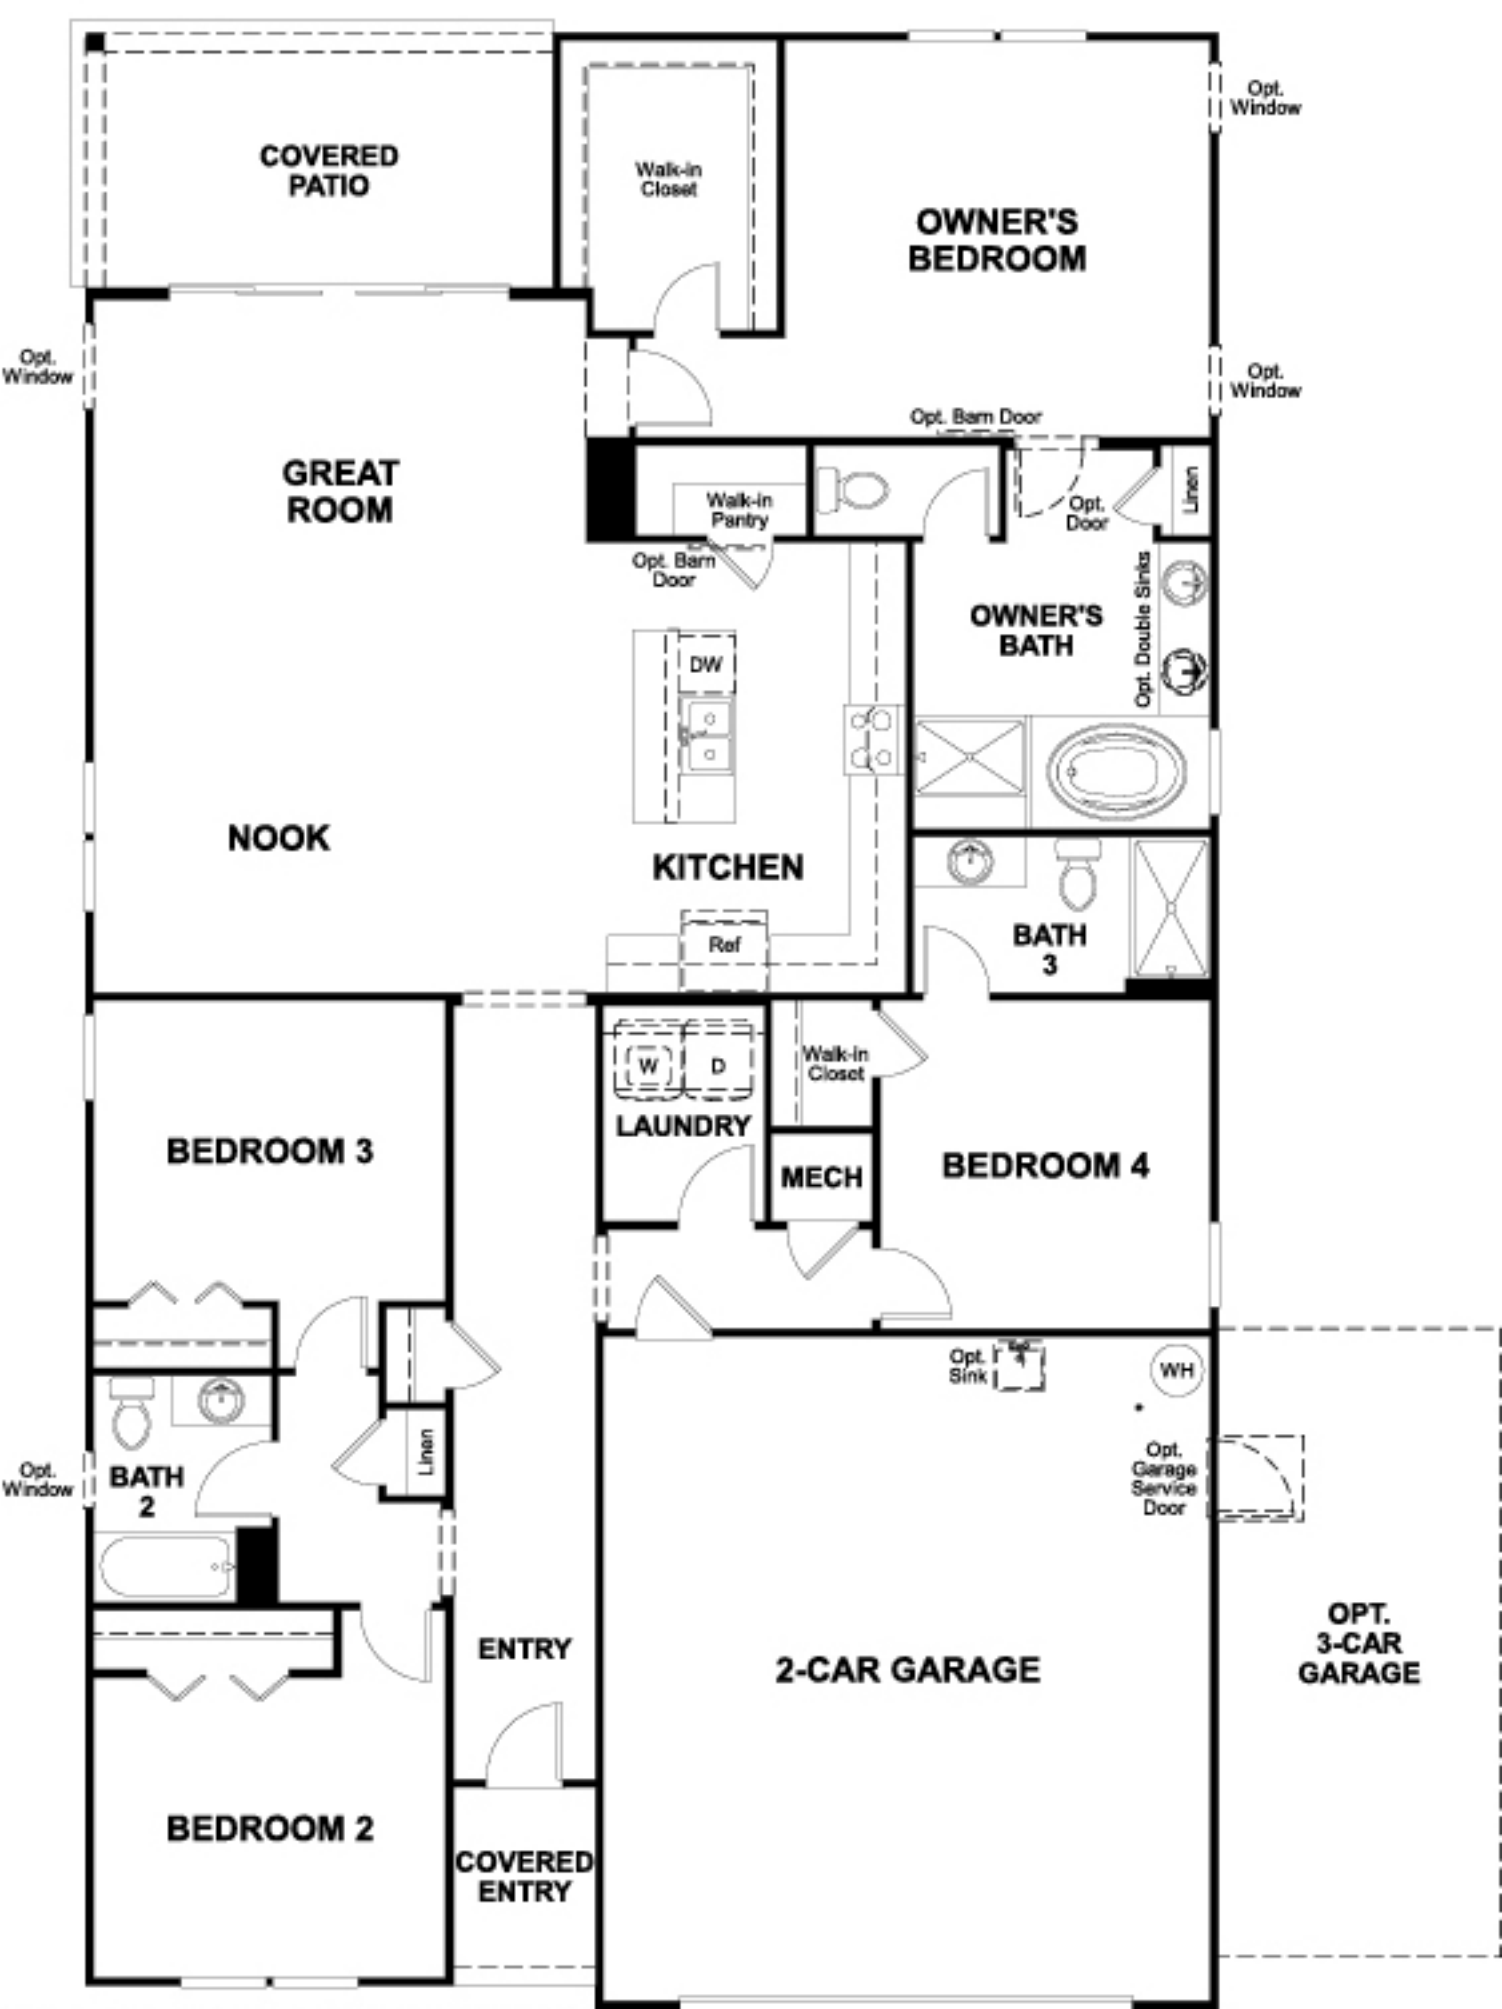 COVERED
PATIO
Walk-in
Closet
OWNER'S
BEDROOM
Opt.
Window
Opt.
Window
Opt.
Window
Opt. Barn Door
GREAT
ROOM
Walk-in
Pantry
Opt.
Door
Linen
Opt. Barn
Door
OWNER'S
BATH
Opt. Double Sinks
DW
NOOK
KITCHEN
Ref
BATH
3
W
D
LAUNDRY
Walk-in
Closet
BEDROOM 3
MECH
BEDROOM 4
Opt.
Sink
WH
Opt.
Window
BATH
2
Linen
Opt.
Garage
Service
Door
ENTRY
2-CAR GARAGE
OPT.
3-CAR
GARAGE
BEDROOM 2
COVERED
ENTRY